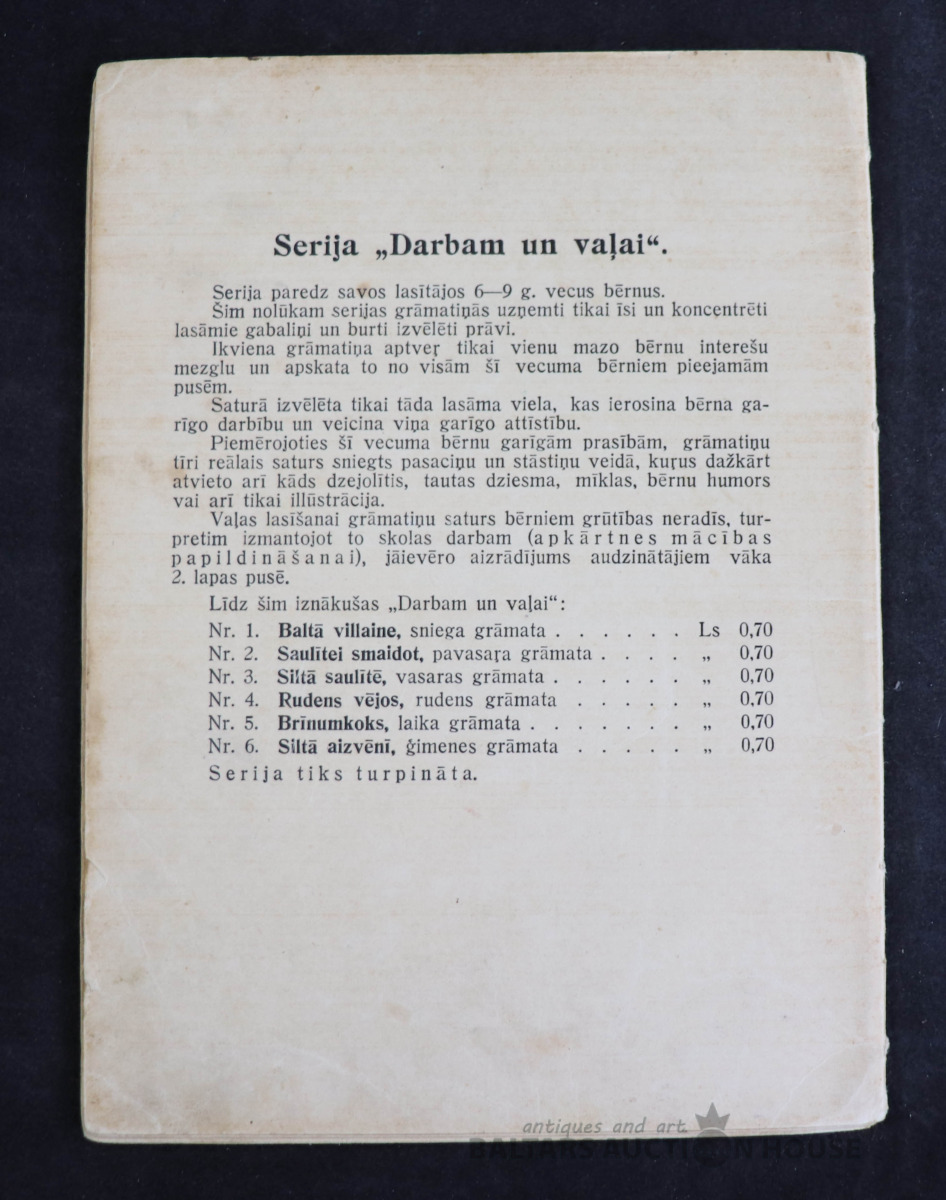 Serija „Darbam un vaļai“.
Serija paredz savos lasītājos 6—9 g. vecus bērnus.
Šim nolūkam serijas grāmatiņās uzņemti tikai īsi un koncentrēti
lasāmie gabaliņi un burti izvēlēti prāvi.
Ikviena grāmatiņa aptveŗ tikai vienu mazo bērnu interešu
mezglu un apskata to no visām šī vecuma bērniem pieejamām
pusēm.
Saturā izvēlēta tikai tāda lasāma viela, kas ierosina bērna ga-
rīgo darbību un veicina viņa garīgo attīstību.
Piemērojoties šī vecuma bērnu garīgām prasībām, grāmatiņu
tīri reālais saturs sniegts pasaciņu un stāstiņu veidā, kuŗus dažkārt
atvieto arī kāds dzejolītis, tautas dziesma, mīklas, bērnu humors
vai arī tikai illūstrācija.
Vaļas lasīšanai grāmatiņu saturs bērniem grūtības neradīs, tur-
pretim izmantojot to skolas darbam (apkārtnes mācības
papildināšanai), jāievēro aizrādījums audzinātājiem vāka
2. lapas pusē.
Līdz šim iznākušas „Darbam un vaļai“:
Nr. 1. Baltā villaine, sniega grāmata . . . . . . Ls 0,70
Nr. 2. Saulītei smaidot, pavasaŗa grāmata . . . . „ 0,70
Nr. 3. Siltā saulītē, vasaras grāmata . . . . . . „ 0,70
Nr. 4. Rudens vējos, rudens grāmata . . . . . „ 0,70
Nr. 5. Brīnumkoks, laika grāmata . . . . . . . „ 0,70
Nr. 6. Siltā aizvēnī, ģimenes grāmata . . . . . „ 0,70
Serija tiks turpināta.
antiques and art
BALTARS AUCTION HOUSE